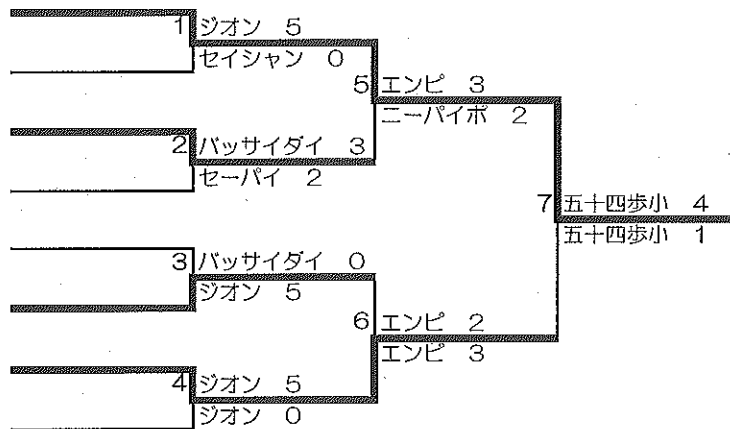 1 ジオン 5
セイシャン 0
5 エンピ 3
ニーパイポ 2
2 バッサイダイ 3
セーパイ 2
7 五十四歩小 4
五十四歩小 1
3 バッサイダイ 0
ジオン 5
6 エンピ 2
エンピ 3
4 ジオン 5
ジオン 0